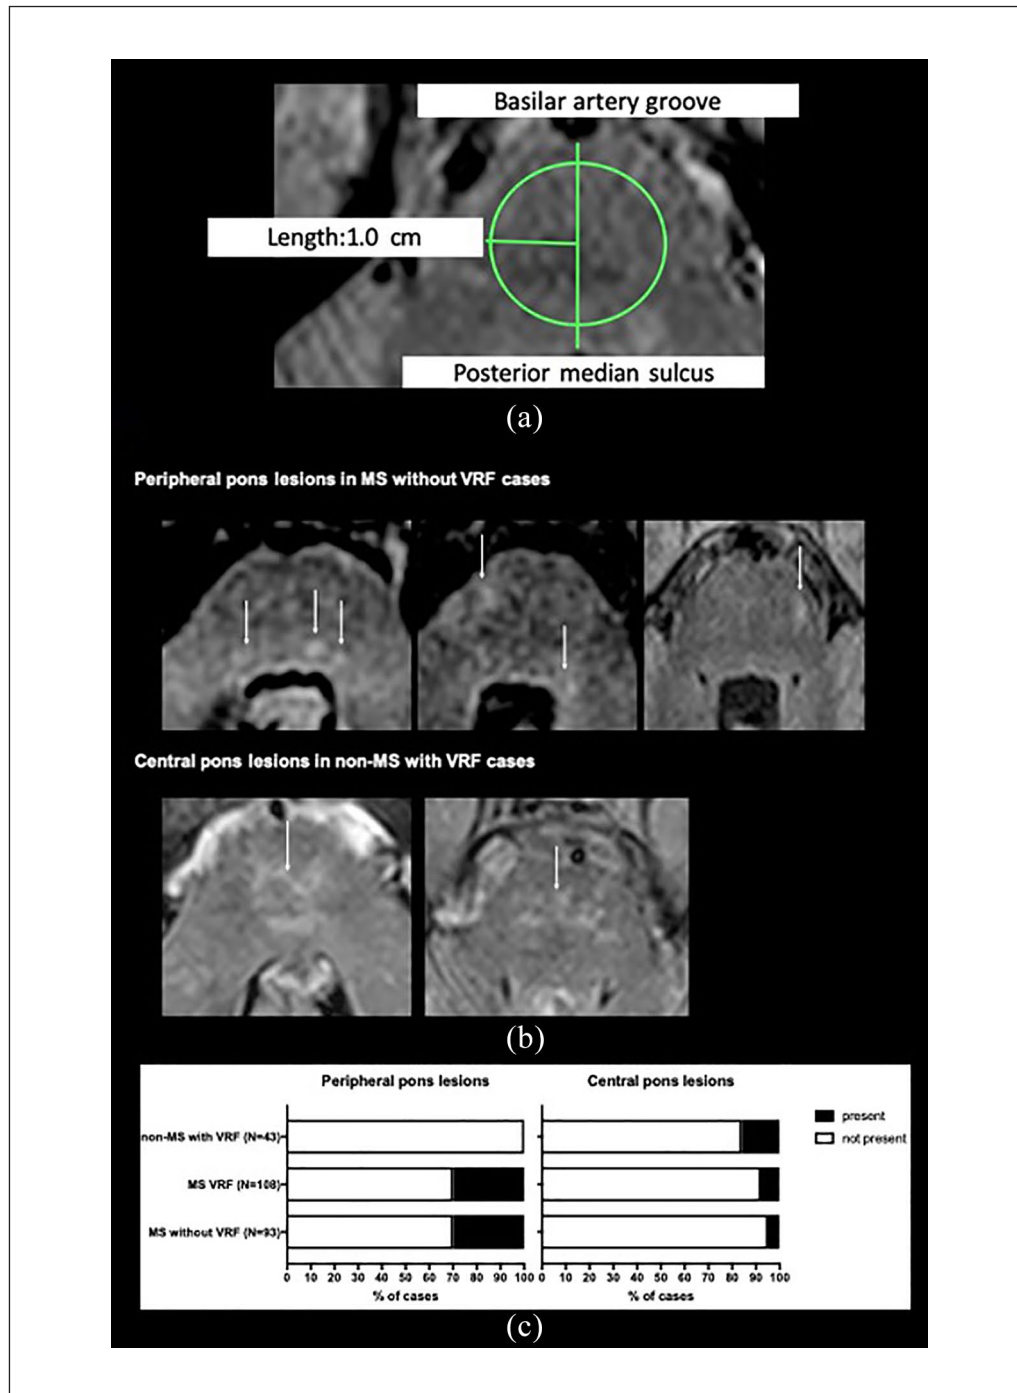 Basilar artery groove
Length:1.0 cm
Posterior median sulcus
(a)
Peripheral pons lesions in MS without VRF cases
Central pons lesions in non-MS with VRF cases
(b)
Peripheral pons lesions
Central pons lesions
present
not present
non-MS with VRF (N=43)
MS VRF (N=108)
MS without VRF (N=93)
0 10 20 30 40 50 60 70 80 90 100
0 10 20 30 40 50 60 70 80 90 100
% of cases
% of cases
(c)